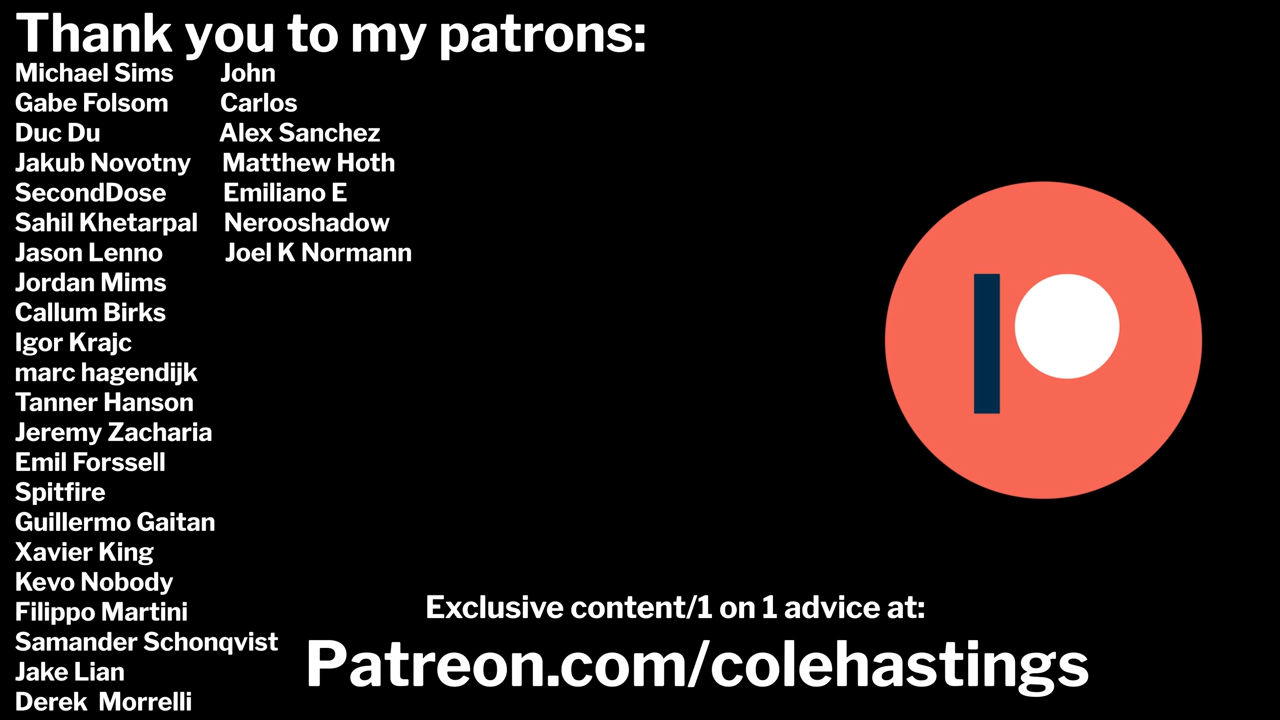 Thank you to my patrons:
Michael Sims John
Gabe Folsom Carlos
Duc Du Alex Sanchez
Jakub Novotny Matthew Hoth
SecondDose Emiliano E
Sahil Khetarpal Nerooshadow
Jason Lenno Joel K Normann
Jordan Mims
Callum Birks
Igor Krajc
marc hagendijk
Tanner Hanson
Jeremy Zacharia
Emil Forssell
Spitfire
Guillermo Gaitan
Xavier King
Kevo Nobody
Filippo Martini
Samander Schonqvist
Jake Lian
Derek Morrelli
Exclusive content/1 on 1 advice at:
Patreon.com/colehastings